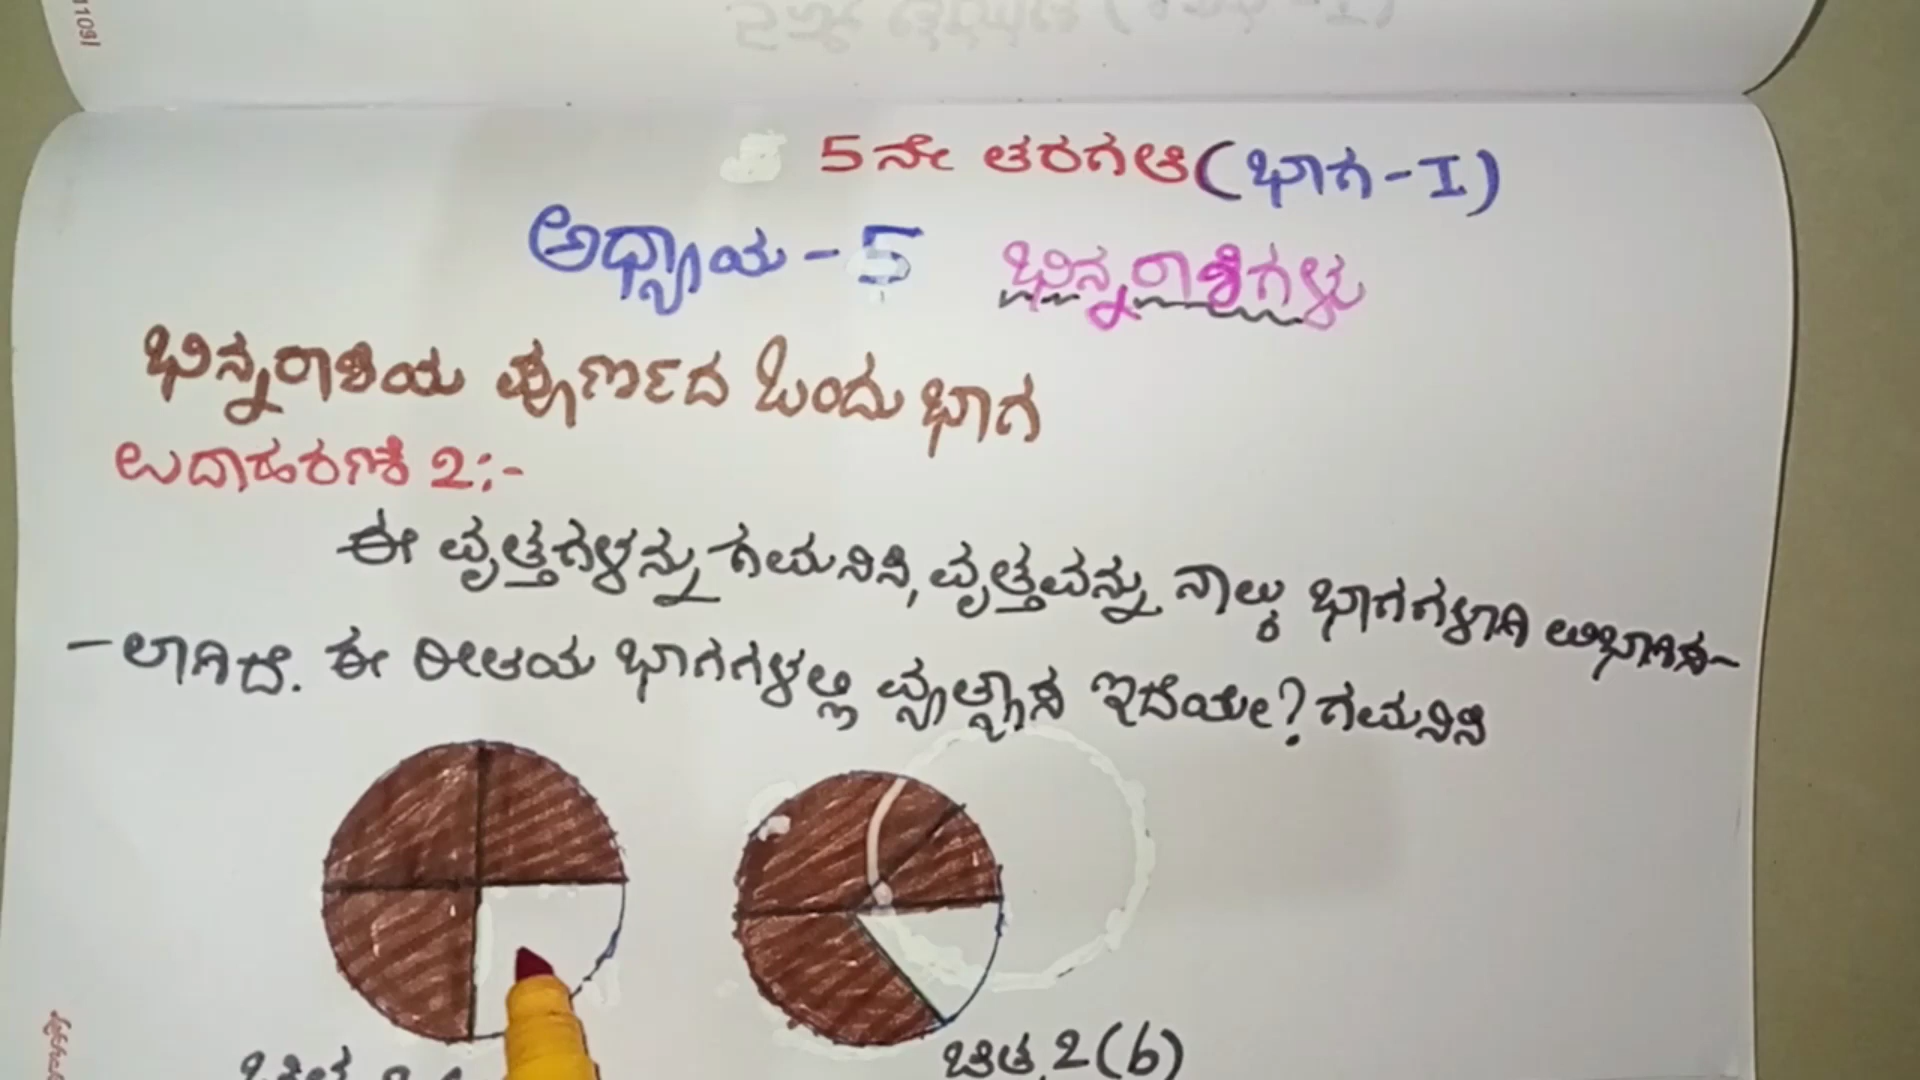 5ನೇ ತರಗತಿ (ಭಾಗ-I)
ಅಧ್ಯಾಯ-5 ಭಿನ್ನರಾಶಿಗಳು
ಭಿನ್ನರಾಶಿಯ ಪೂರ್ಣದ ಒಂದು ಭಾಗ
ಉದಾಹರಣೆ 2:-
ಈ ವೃತ್ತಗಳನ್ನು ಗಮನಿಸಿ, ವೃತ್ತವನ್ನು ನಾಲ್ಕು ಭಾಗಗಳಾಗಿ ವಿಭಾಗಿಸ-
-ಲಾಗಿದೆ. ಈ ರೀತಿಯ ಭಾಗಗಳಲ್ಲಿ ವ್ಯತ್ಯಾಸ ಇದೆಯೇ? ಗಮನಿಸಿ
ಚಿತ್ರ 2(b)